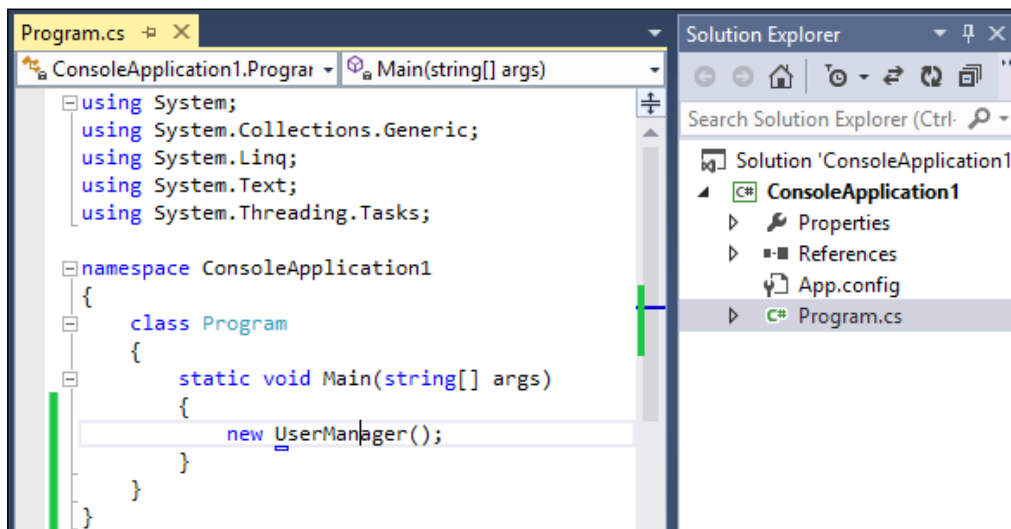 Program.cs
ConsoleApplication1.Prograr
Main(string[] args)
using System;
using System.Collections.Generic;
using System.Linq;
using System.Text;
using System.Threading.Tasks;
namespace ConsoleApplication1
{
class Program
{
static void Main(string[] args)
{
new UserManager();
}
}
}
Solution Explorer
Search Solution Explorer (Ctrl-
Solution 'ConsoleApplication1
C# ConsoleApplication1
Properties
References
App.config
C# Program.cs